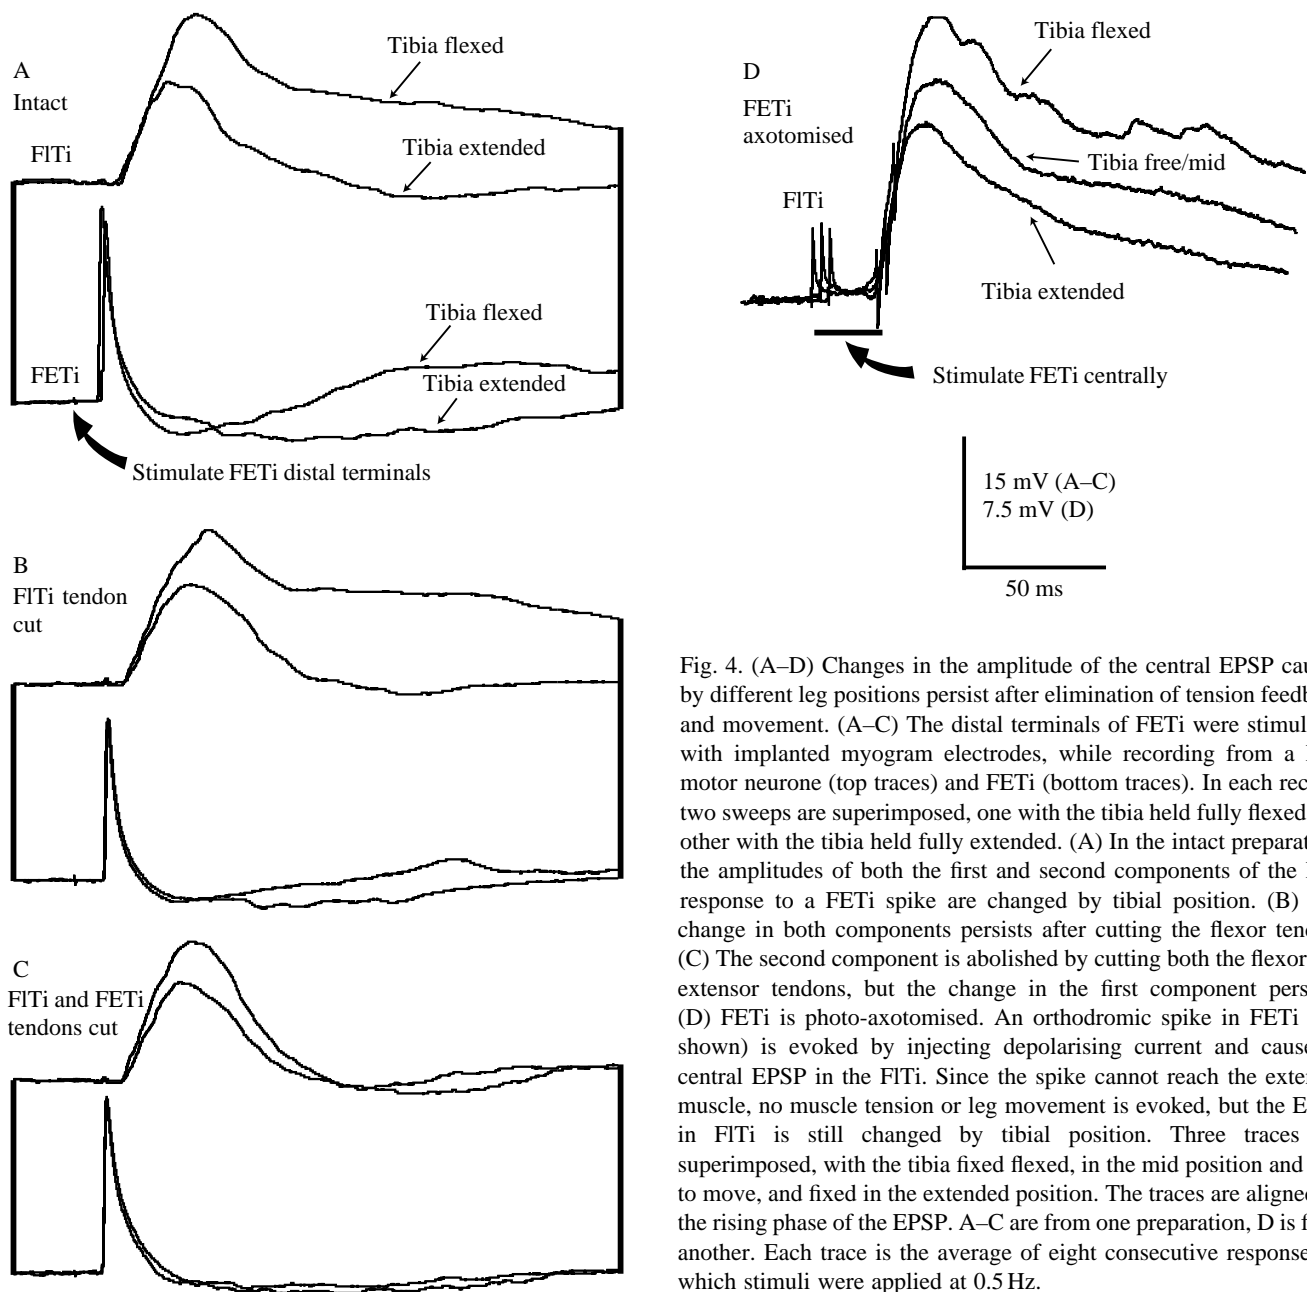 A
Intact
FlTi
Tibia flexed
Tibia extended
FETi
Tibia flexed
Tibia extended
Stimulate FETi distal terminals
B
FlTi tendon
cut
C
FlTi and FETi
tendons cut
D
FETi
axotomised
FlTi
Tibia flexed
Tibia free/mid
Tibia extended
Stimulate FETi centrally
15 mV (A–C)
7.5 mV (D)
50 ms
Fig. 4. (A–D) Changes in the amplitude of the central EPSP
by different leg positions persist after elimination of tension
and movement. (A–C) The distal terminals of FETi were
with implanted myogram electrodes, while recording from a
motor neurone (top traces) and FETi (bottom traces). In each
two sweeps are superimposed, one with the tibia held fully flexed
other with the tibia held fully extended. (A) In the intact
the amplitudes of both the first and second components of the
response to a FETi spike are changed by tibial position. (B)
change in both components persists after cutting the flexor
(C) The second component is abolished by cutting both the flexor
extensor tendons, but the change in the first component
(D) FETi is photo-axotomised. An orthodromic spike in FETi
shown) is evoked by injecting depolarising current and
central EPSP in the FlTi. Since the spike cannot reach the
muscle, no muscle tension or leg movement is evoked, but the
in FlTi is still changed by tibial position. Three traces
superimposed, with the tibia fixed flexed, in the mid position and
to move, and fixed in the extended position. The traces are aligned
the rising phase of the EPSP. A–C are from one preparation, D is
another. Each trace is the average of eight consecutive
which stimuli were applied at 0.5 Hz.